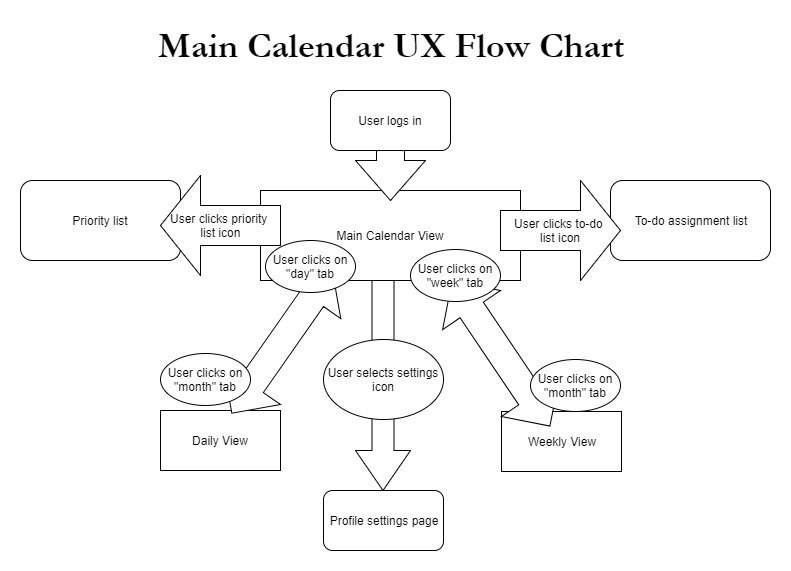 Main Calendar UX Flow Chart
User logs in
Priority list
User clicks priority
list icon
Main Calendar View
User clicks to-do
list icon
To-do assignment list
User clicks on
"day" tab
User clicks on
"week" tab
User clicks on
"month" tab
User selects settings
icon
User clicks on
"month" tab
Daily View
Weekly View
Profile settings page